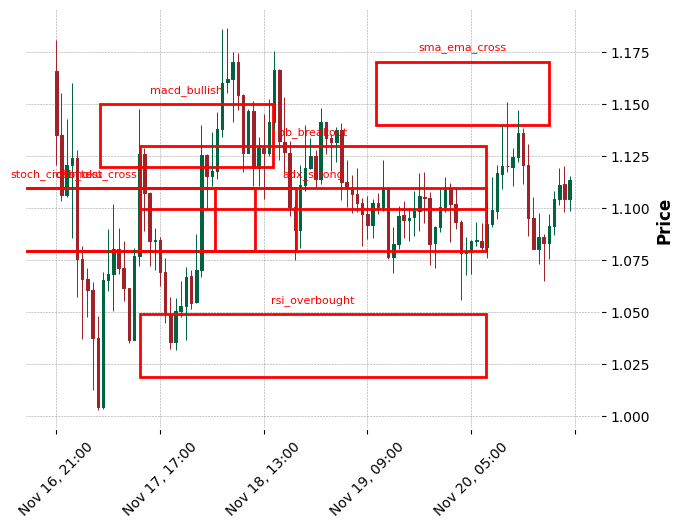 sma_ema_cross
macd_bullish
bb_breakout
adx_strong
rsi_overbought
1.175
1.150
1.125
1.100
1.075
1.050
1.025
1.000
Price
Nov 16, 21:00
Nov 17, 17:00
Nov 18, 13:00
Nov 19, 09:00
Nov 20, 05:00